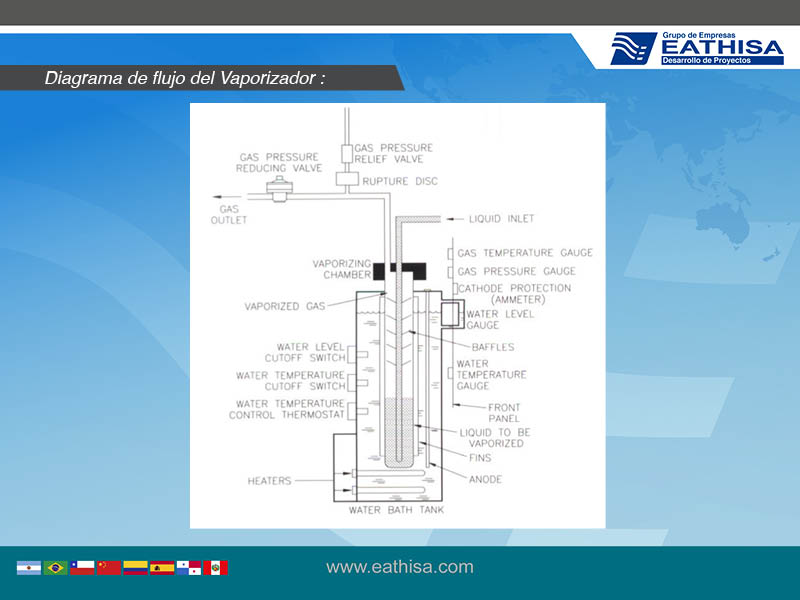 Grupo de Empresas
EATHISA
Desarrollo de Proyectos
Diagrama de flujo del Vaporizador :
GAS PRESSURE
RELIEF VALVE
GAS PRESSURE
REDUCING VALVE
RUPTURE DISC
GAS
OUTLET
LIQUID INLET
VAPORIZING
CHAMBER
GAS TEMPERATURE GAUGE
GAS PRESSURE GAUGE
CATHODE PROTECTION
(AMMETER)
VAPORIZED GAS
WATER LEVEL
GAUGE
WATER LEVEL
CUTOFF SWITCH
BAFFLES
WATER TEMPERATURE
CUTOFF SWITCH
WATER
TEMPERATURE
GAUGE
WATER TEMPERATURE
CONTROL THERMOSTAT
FRONT
PANEL
LIQUID TO BE
VAPORIZED
FINS
HEATERS
ANODE
WATER BATH TANK
www.eathisa.com